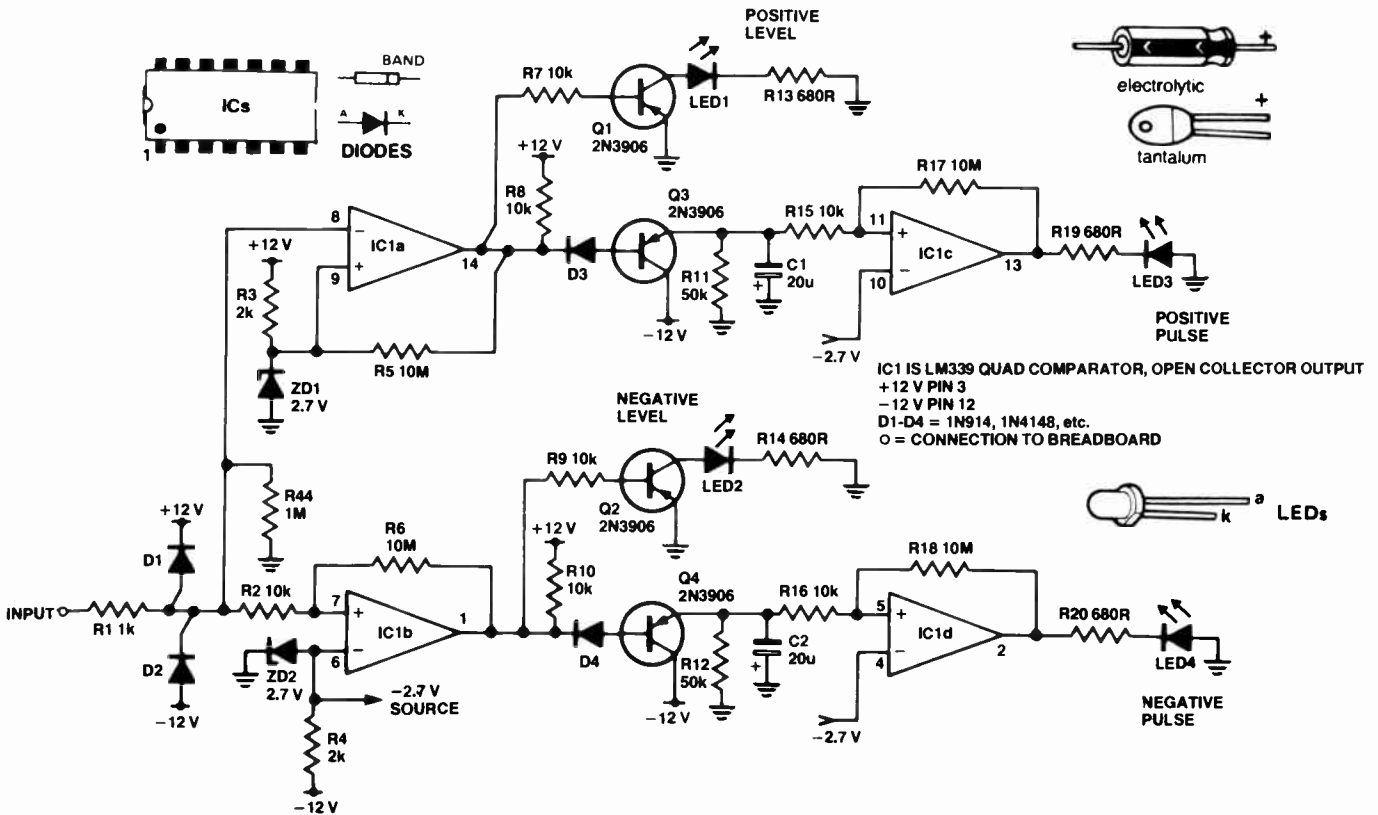 POSITIVE
LEVEL
BAND
ICs
1
A
K
DIODES
R7 10k
Q1
2N3906
LED1
R13 680R
+
electrolytic
+
tantalum
+12 V
R8
10k
Q3
2N3906
R17 10M
8
−
IC1a
+
9
14
D3
−12 V
R11
50k
C1
20u
+
R15 10k
11
+
IC1c
−
10
13
−2.7 V
R19 680R
LED3
POSITIVE
PULSE
+12 V
R3
2k
R5 10M
ZD1
2.7 V
IC1 IS LM339 QUAD COMPARATOR, OPEN COLLECTOR OUTPUT
+12 V PIN 3
−12 V PIN 12
D1-D4 = 1N914, 1N4148, etc.
O = CONNECTION TO BREADBOARD
NEGATIVE
LEVEL
R9 10k
Q2
2N3906
LED2
R14 680R
a
k
LEDs
R44
1M
+12 V
D1
INPUT
R1 1k
D2
−12 V
R2 10k
R6
10M
7
+
IC1b
−
6
1
ZD2
2.7 V
−2.7 V
SOURCE
R4
2k
−12 V
+12 V
R10
10k
D4
Q4
2N3906
−12 V
R12
50k
C2
20u
+
R16 10k
R18 10M
5
+
IC1d
−
4
2
−2.7 V
R20 680R
LED4
NEGATIVE
PULSE